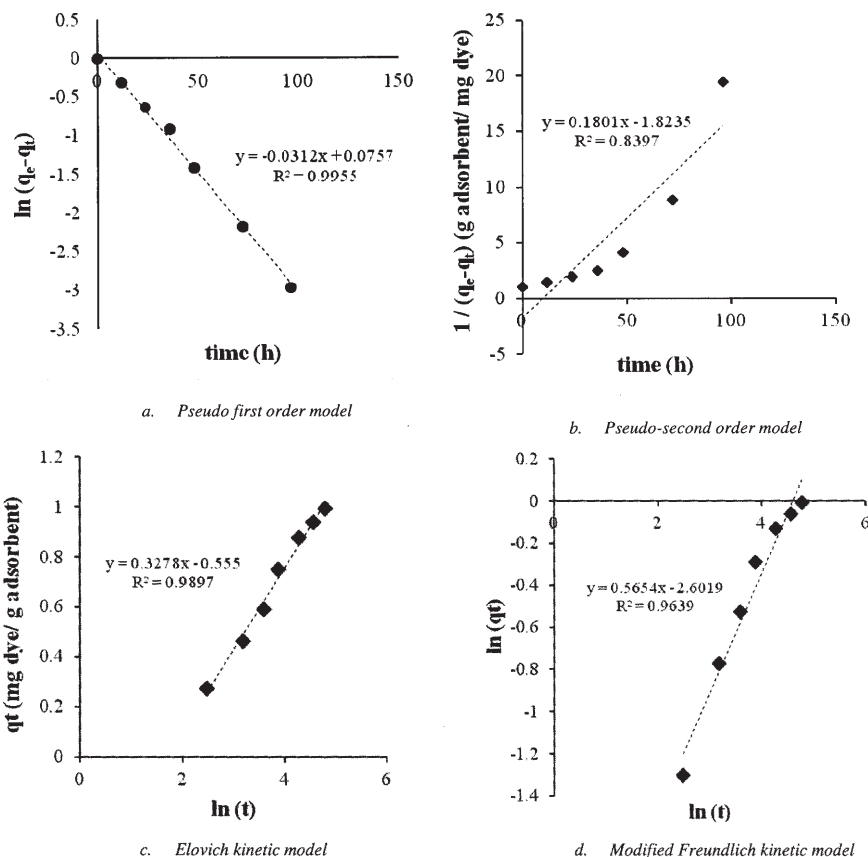 0.5
0
-0.5
-1
-1.5
-2
-2.5
-3
-3.5
0
50
100
150
ln (qe-qt)
y = -0.0312x + 0.0757
R² = 0.9955
time (h)
a. Pseudo first order model
25
20
15
10
5
0
-5
0
50
100
150
1 / (qe-qt) (g adsorbent/ mg dye)
y = 0.1801x - 1.8235
R² = 0.8397
time (h)
b. Pseudo-second order model
1.2
1
0.8
0.6
0.4
0.2
0
0
2
4
6
qt (mg dye/ g adsorbent)
y = 0.3278x - 0.555
R² = 0.9897
ln (t)
c. Elovich kinetic model
0.2
0
-0.2
-0.4
-0.6
-0.8
-1
-1.2
-1.4
0
2
4
6
ln (qt)
y = 0.5654x - 2.6019
R² = 0.9639
ln (t)
d. Modified Freundlich kinetic model